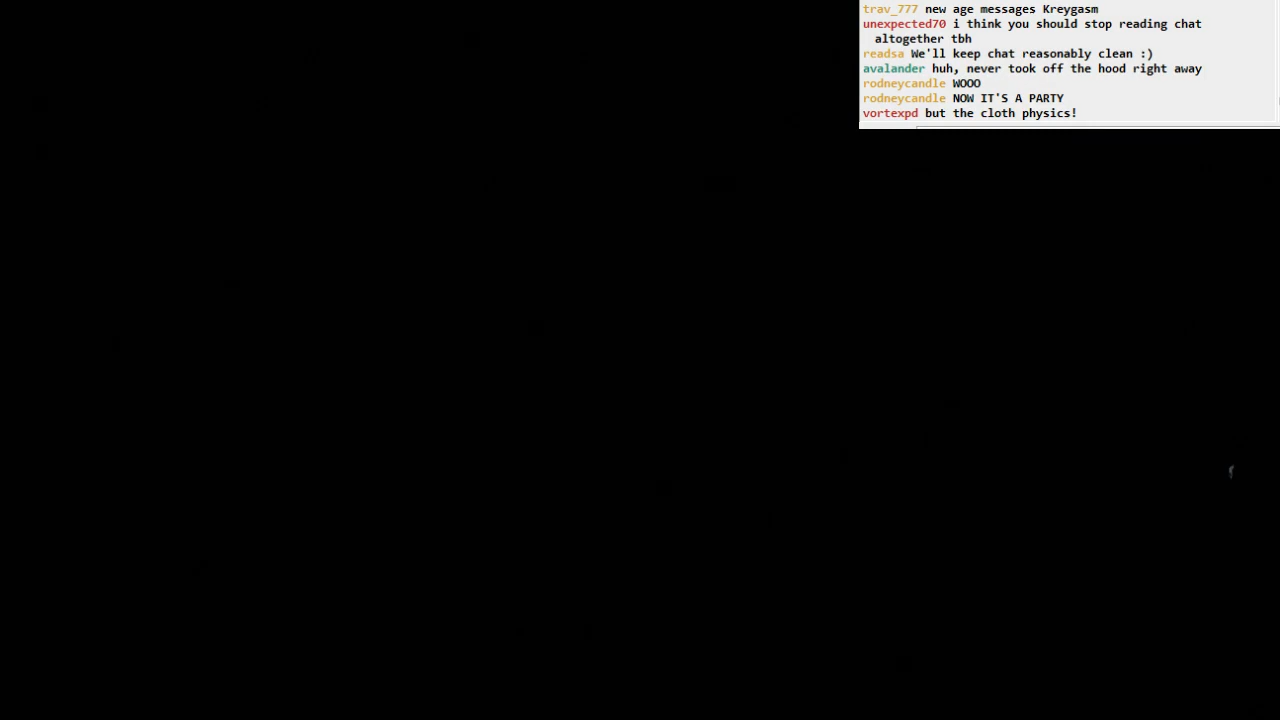 trav_777 new age messages Kreygasm
unexpected70 i think you should stop reading chat
altogether tbh
readsa We'll keep chat reasonably clean :)
avalander huh, never took off the hood right away
rodneycandle WOOO
rodneycandle NOW IT'S A PARTY
vortexpd but the cloth physics!